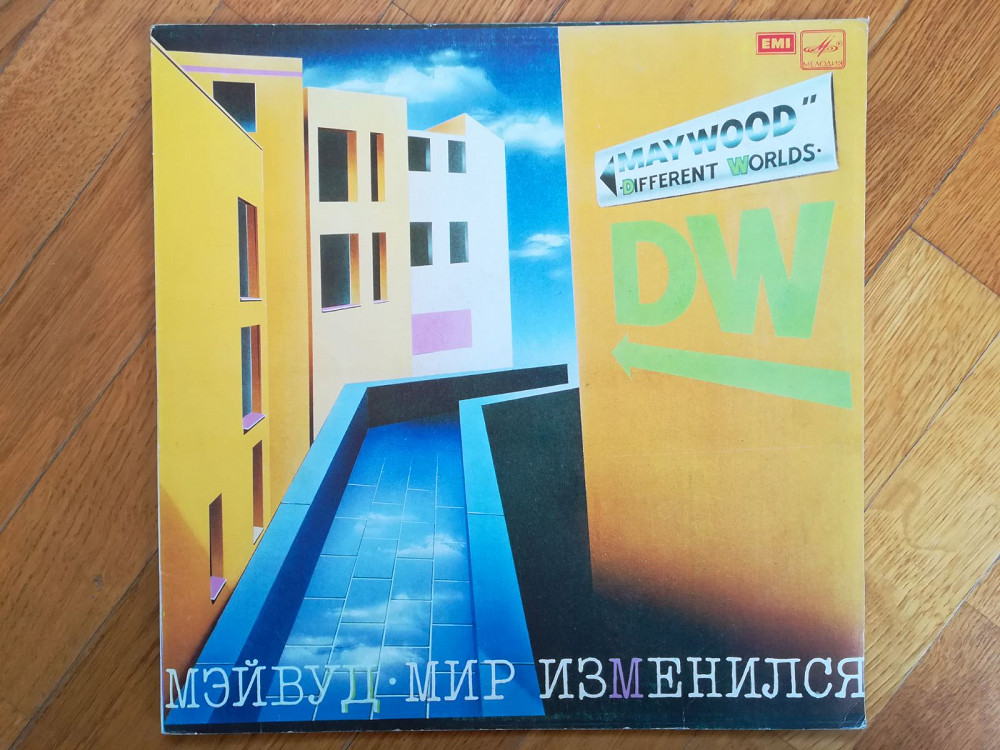 EMI
МЕЛОДИЯ
MAYWOOD"
·DIFFERENT WORLDS·
DW
МЭЙВУД·МИР ИЗМЕНИЛСЯ